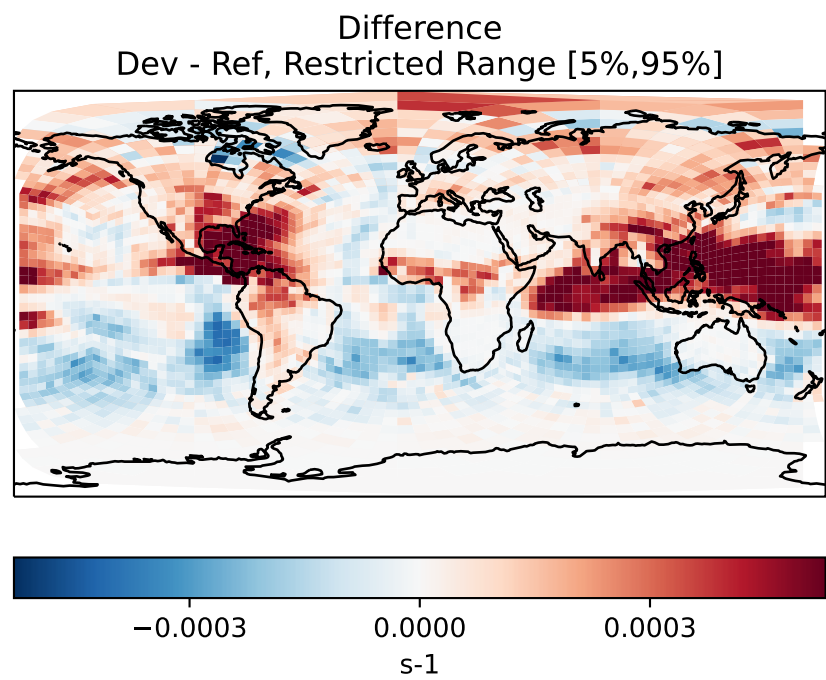 Difference
Dev - Ref, Restricted Range [5%,95%]
−0.0003 0.0000 0.0003
s-1